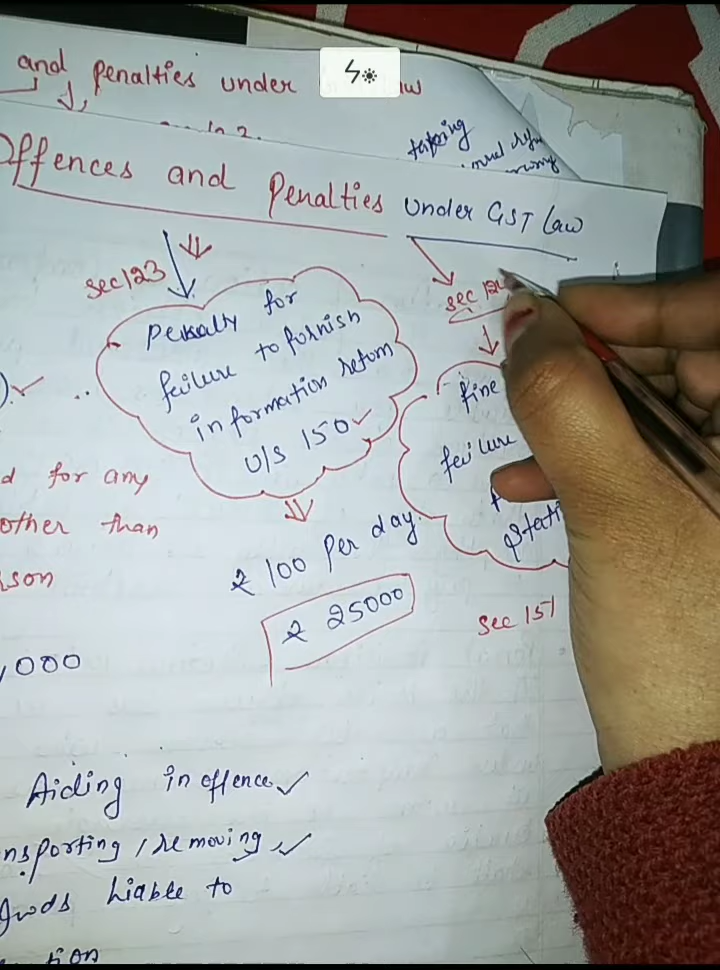 and penalties under
Offences and Penalties under GST Law
sec 123
Penalty for
failure to furnish
information return
U/S 150
₹ 100 per day
₹ 25000
sec
fine
failure
sec 151
d for any
other than
rson
,000
Aiding in offence
nsporting / removing
goods liable to
tion